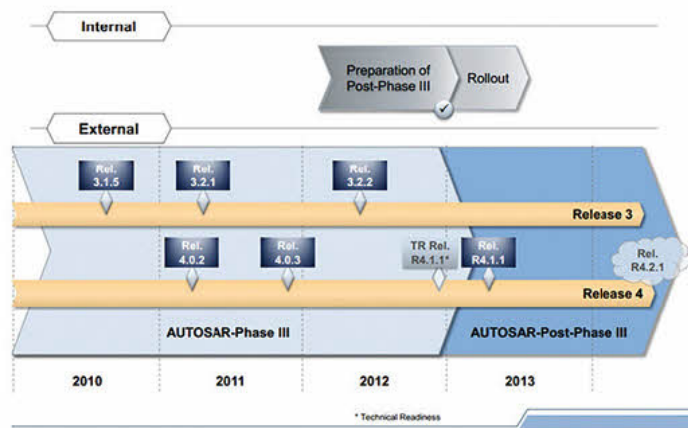 Internal
Preparation of
Post-Phase III
Rollout
External
Rel.
3.1.5
Rel.
3.2.1
Rel.
3.2.2
Release 3
Rel.
4.0.2
Rel.
4.0.3
TR Rel.
R4.1.1*
Rel.
R4.1.1
Rel.
R4.2.1
Release 4
AUTOSAR-Phase III
AUTOSAR-Post-Phase III
2010
2011
2012
2013
* Technical Readiness